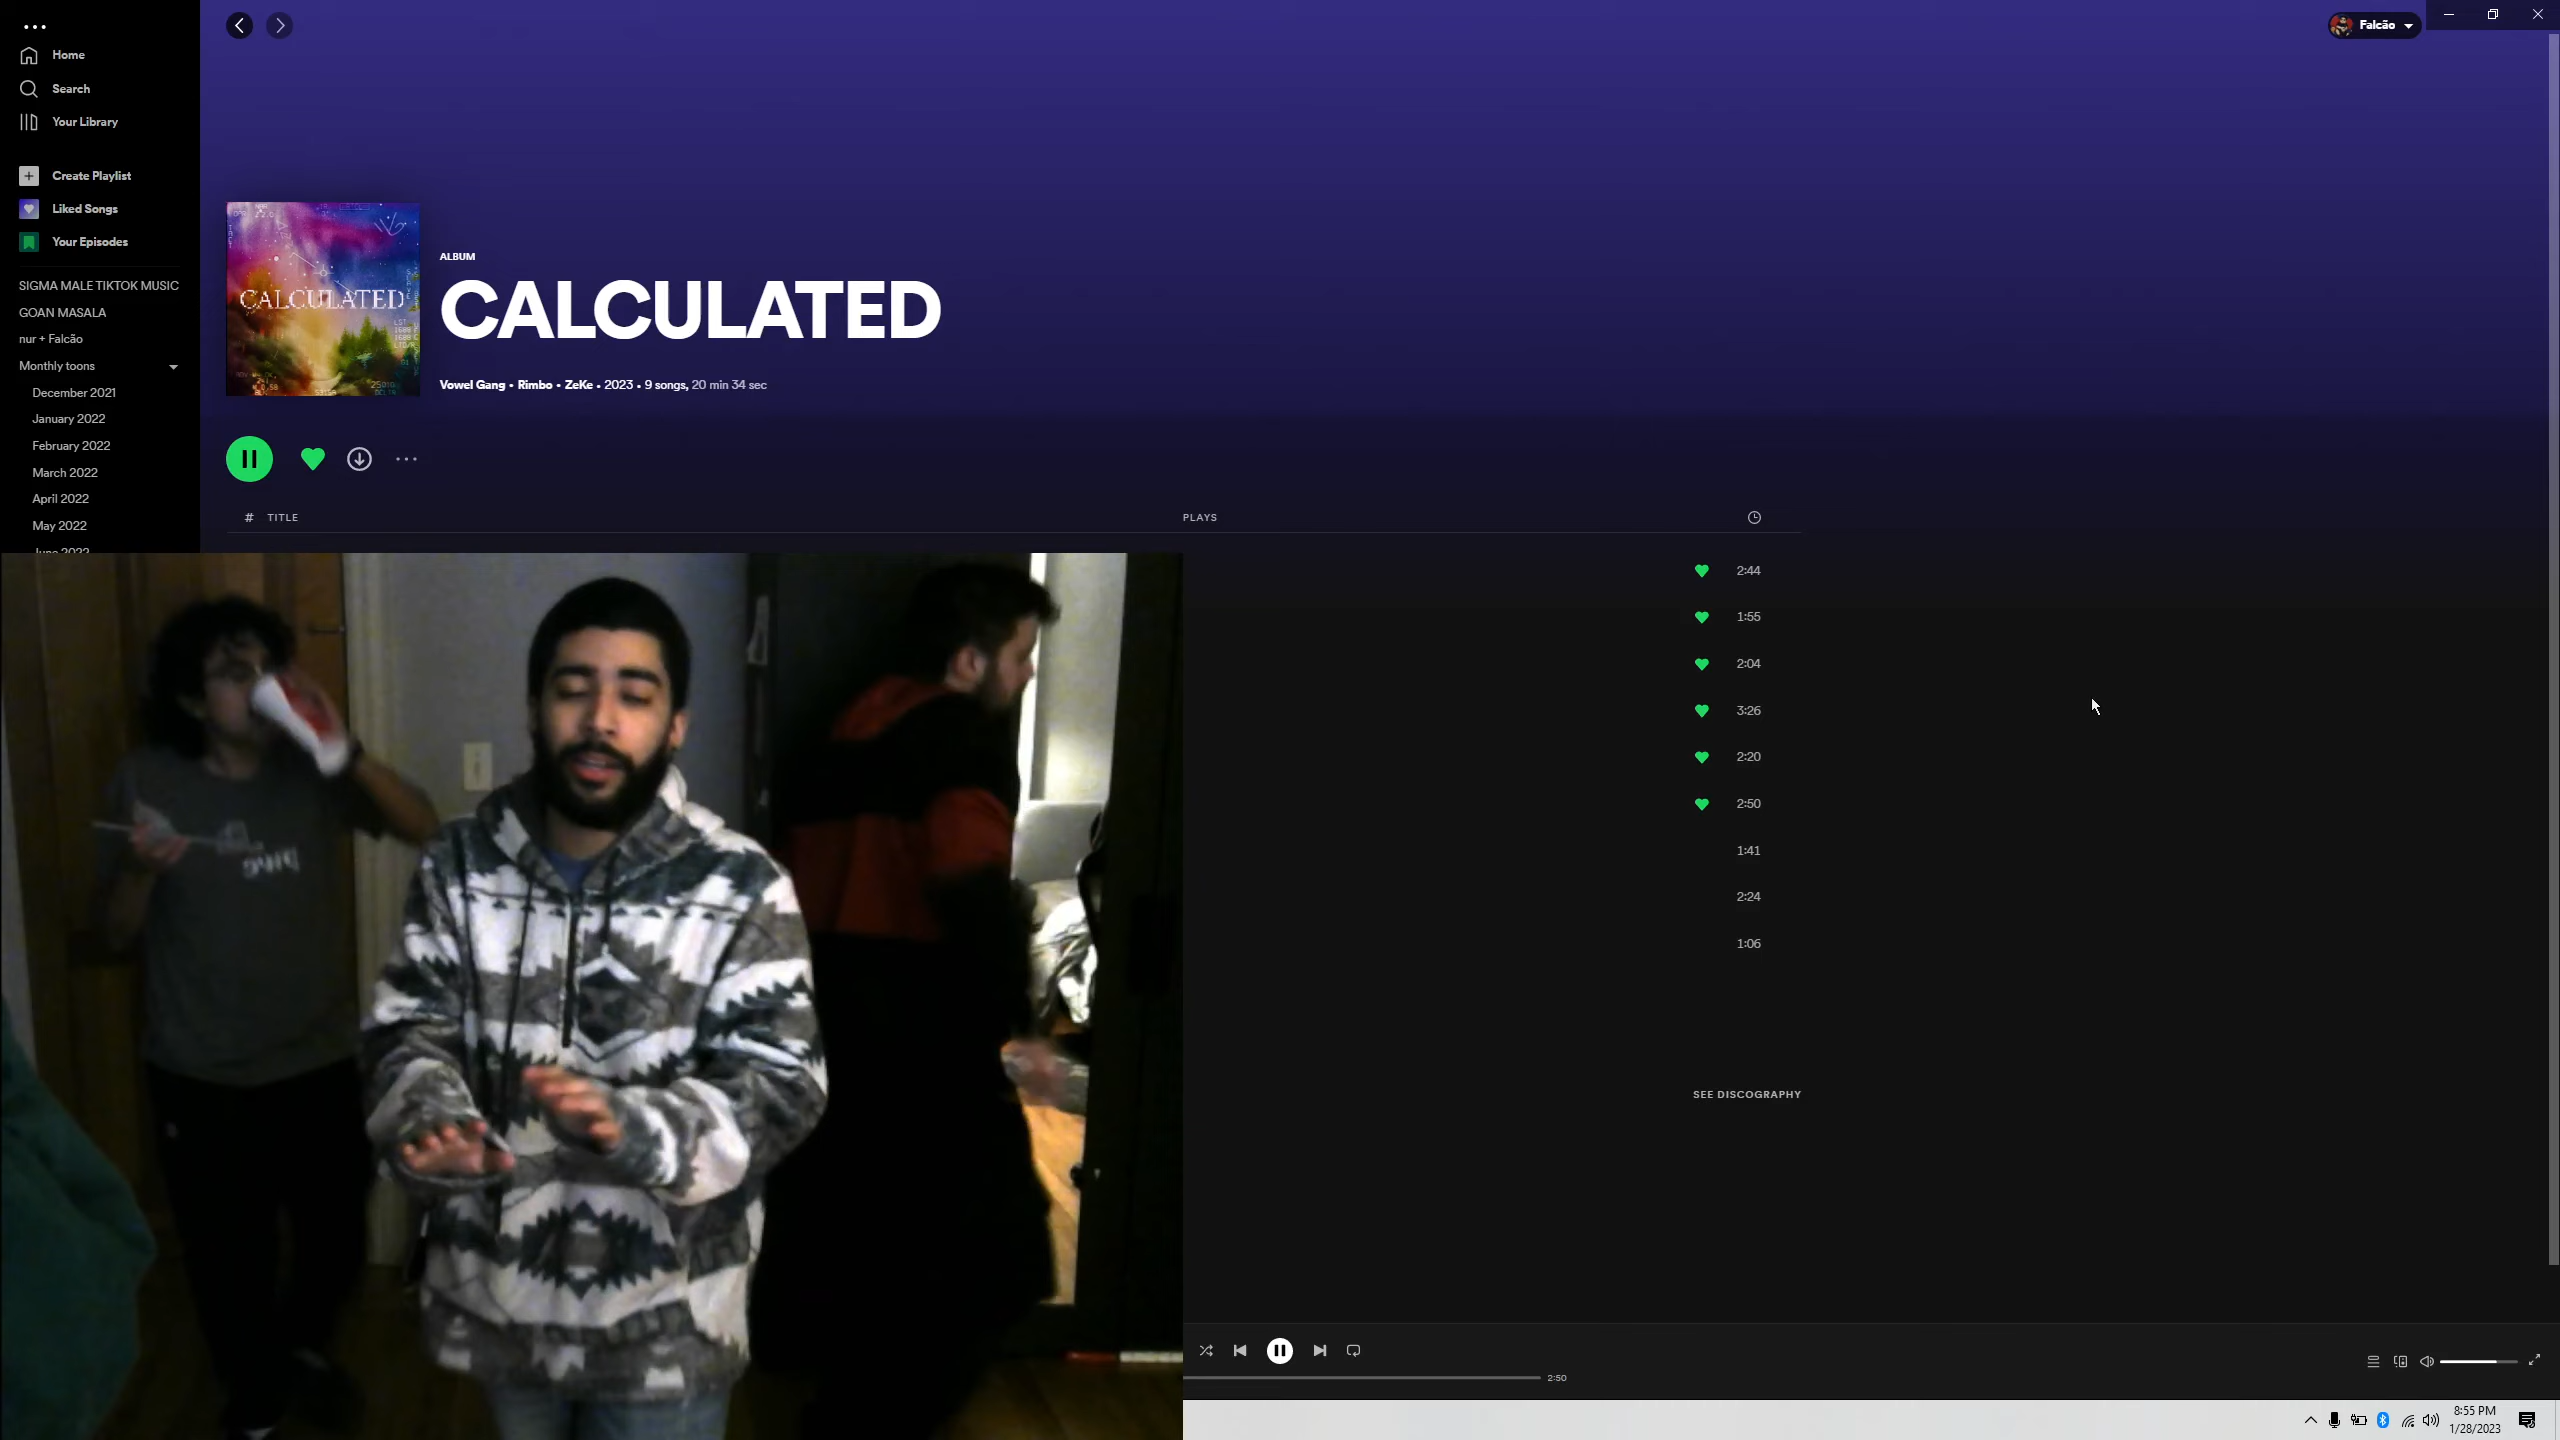 Home
Search
Your Library
Create Playlist
Liked Songs
Your Episodes
SIGMA MALE TIKTOK MUSIC
GOAN MASALA
nur + Falcão
Monthly toons
December 2021
January 2022
February 2022
March 2022
April 2022
May 2022
June 2022
Falcão
CALCULATED
ALBUM
CALCULATED
Vowel Gang • Rimbo • ZeKe • 2023 • 9 songs, 20 min 34 sec
# TITLE PLAYS
2:44
1:55
2:04
3:26
2:20
2:50
1:41
2:24
1:06
SEE DISCOGRAPHY
2:50
8:55 PM
1/28/2023